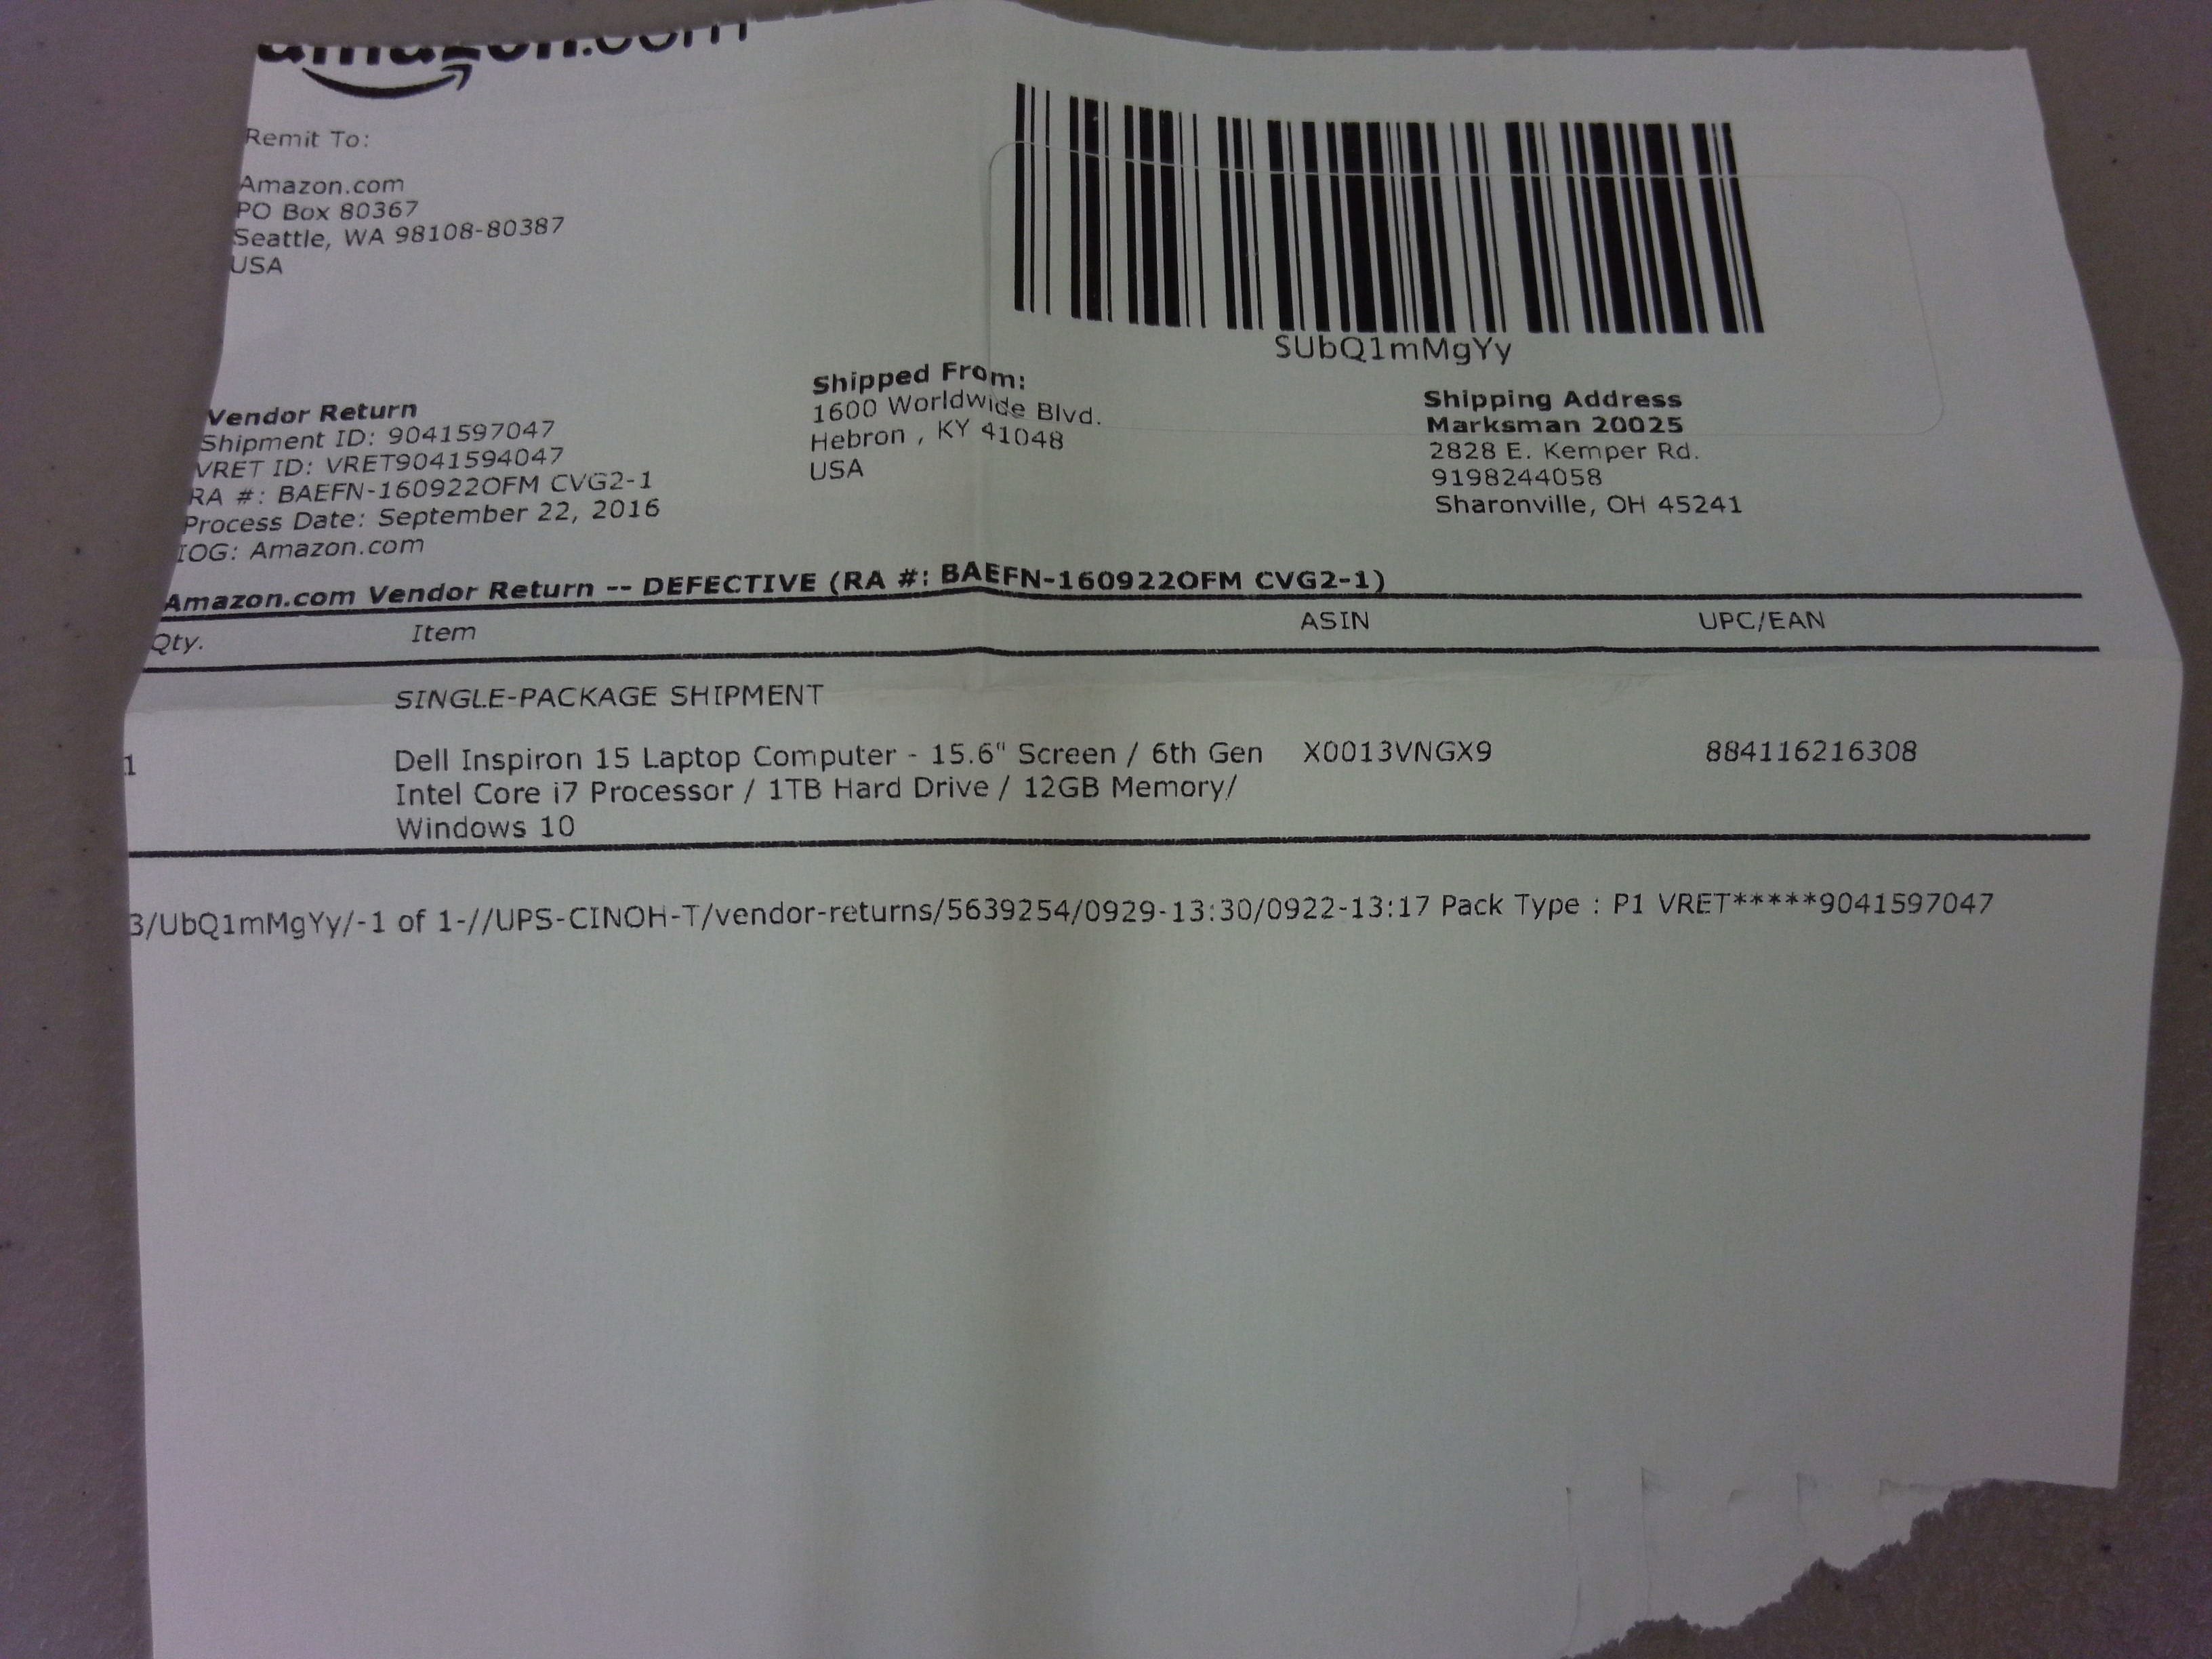 amazon.com
Remit To:
Amazon.com
PO Box 80367
Seattle, WA 98108-80387
USA
SUbQ1mMgYy
Vendor Return
Shipment ID: 9041597047
VRET ID: VRET9041594047
RA #: BAEFN-160922OFM CVG2-1
Process Date: September 22, 2016
IOG: Amazon.com
Shipped From:
1600 Worldwide Blvd.
Hebron , KY 41048
USA
Shipping Address
Marksman 20025
2828 E. Kemper Rd.
9198244058
Sharonville, OH 45241
Amazon.com Vendor Return -- DEFECTIVE (RA #: BAEFN-160922OFM CVG2-1)
Qty. Item ASIN UPC/EAN
SINGLE-PACKAGE SHIPMENT
1 Dell Inspiron 15 Laptop Computer - 15.6" Screen / 6th Gen X0013VNGX9 884116216308
Intel Core i7 Processor / 1TB Hard Drive / 12GB Memory/
Windows 10
3/UbQ1mMgYy/-1 of 1-//UPS-CINOH-T/vendor-returns/5639254/0929-13:30/0922-13:17 Pack Type : P1 VRET*****9041597047